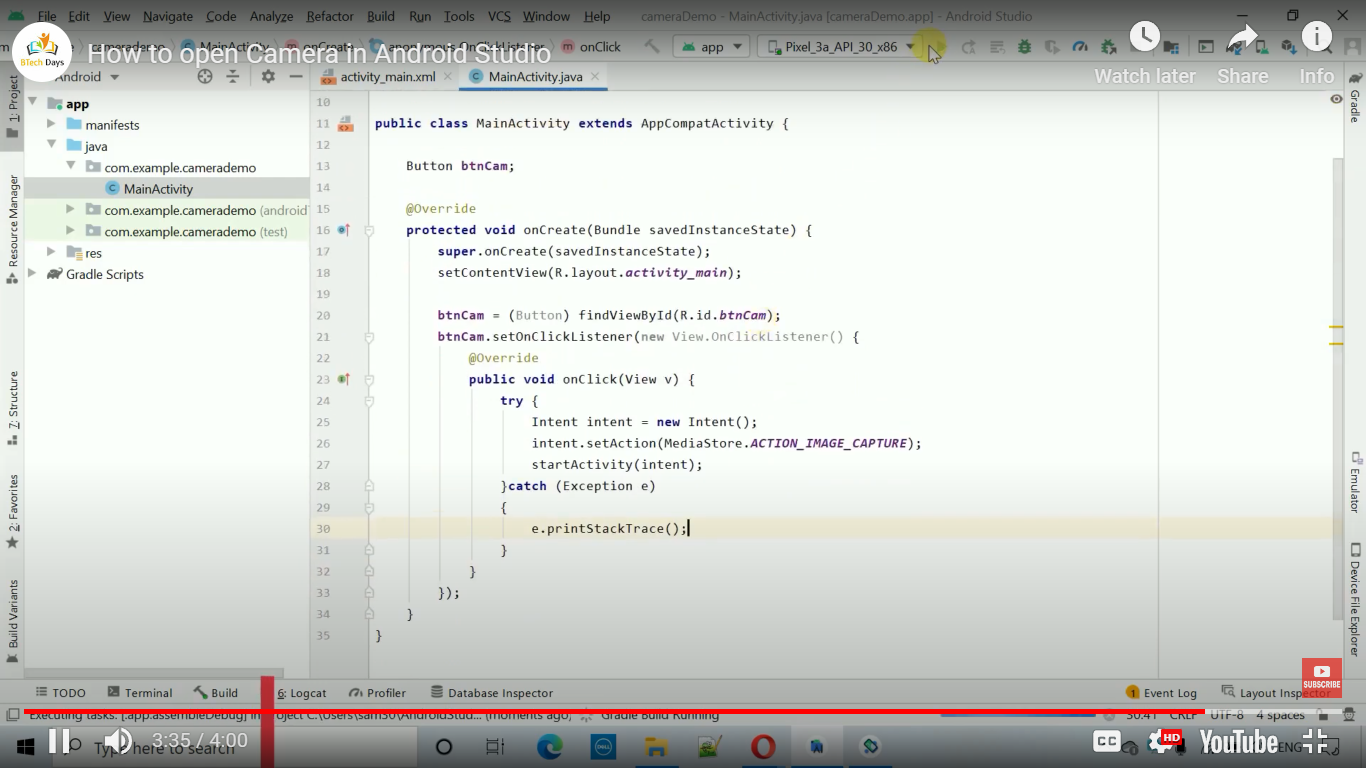 File Edit View Navigate Code Analyze Refactor Build Run Tools VCS Window Help cameraDemo - MainActivity.java [cameraDemo.app] - Android Studio
How to open Camera in Android Studio
BTech Days
camerademo MainActivity onCreate anonymous OnClickListener onClick app Pixel_3a_API_30_x86
Watch later Share Info
Android activity_main.xml MainActivity.java
1: Project
Resource Manager
7: Structure
2: Favorites
Build Variants
app
manifests
java
com.example.camerademo
MainActivity
com.example.camerademo (android
com.example.camerademo (test)
res
Gradle Scripts
10
11 public class MainActivity extends AppCompatActivity {
12
13 Button btnCam;
14
15 @Override
16 protected void onCreate(Bundle savedInstanceState) {
17 super.onCreate(savedInstanceState);
18 setContentView(R.layout.activity_main);
19
20 btnCam = (Button) findViewById(R.id.btnCam);
21 btnCam.setOnClickListener(new View.OnClickListener() {
22 @Override
23 public void onClick(View v) {
24 try {
25 Intent intent = new Intent();
26 intent.setAction(MediaStore.ACTION_IMAGE_CAPTURE);
27 startActivity(intent);
28 }catch (Exception e)
29 {
30 e.printStackTrace();
31 }
32 }
33 });
34 }
35 }
Gradle
Emulator
Device File Explorer
SUBSCRIBE
TODO Terminal Build 6: Logcat Profiler Database Inspector 1 Event Log Layout Inspector
Executing tasks: [:app:assembleDebug] in project C:\Users\sam30\AndroidStud... (moments ago) Gradle Build Running 30:41 CRLF UTF-8 4 spaces
Type here to search
3:35 / 4:00
DELL
CC HD YouTube
ENG